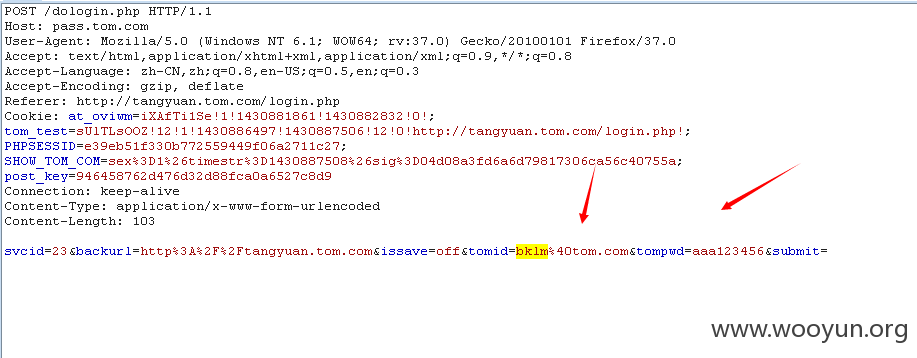 POST /dologin.php HTTP/1.1
Host: pass.tom.com
User-Agent: Mozilla/5.0 (Windows NT 6.1; WOW64; rv:37.0) Gecko/20100101 Firefox/37.0
Accept: text/html,application/xhtml+xml,application/xml;q=0.9,*/*;q=0.8
Accept-Language: zh-CN,zh;q=0.8,en-US;q=0.5,en;q=0.3
Accept-Encoding: gzip, deflate
Referer: http://tangyuan.tom.com/login.php
Cookie: at_oviwm=iXAfTi1Se!1!1430881861!1430882832!0!;
tom_test=sUlTLsOOZ!12!1!1430886497!1430887506!12!0!http://tangyuan.tom.com/login.php!;
PHPSESSID=e39eb51f330b772559449f06a2711c27;
SHOW_TOM_COM=sex%3D1%26timestr%3D1430887508%26sig%3D04d08a3fd6a6d79817306ca56c40755a;
post_key=946458762d476d32d88fca0a6527c8d9
Connection: keep-alive
Content-Type: application/x-www-form-urlencoded
Content-Length: 103
svcid=23&backurl=http%3A%2F%2Ftangyuan.tom.com&issave=off&tomid=bklm%40tom.com&tompwd=aaa123456&submit=
www.wooyun.org